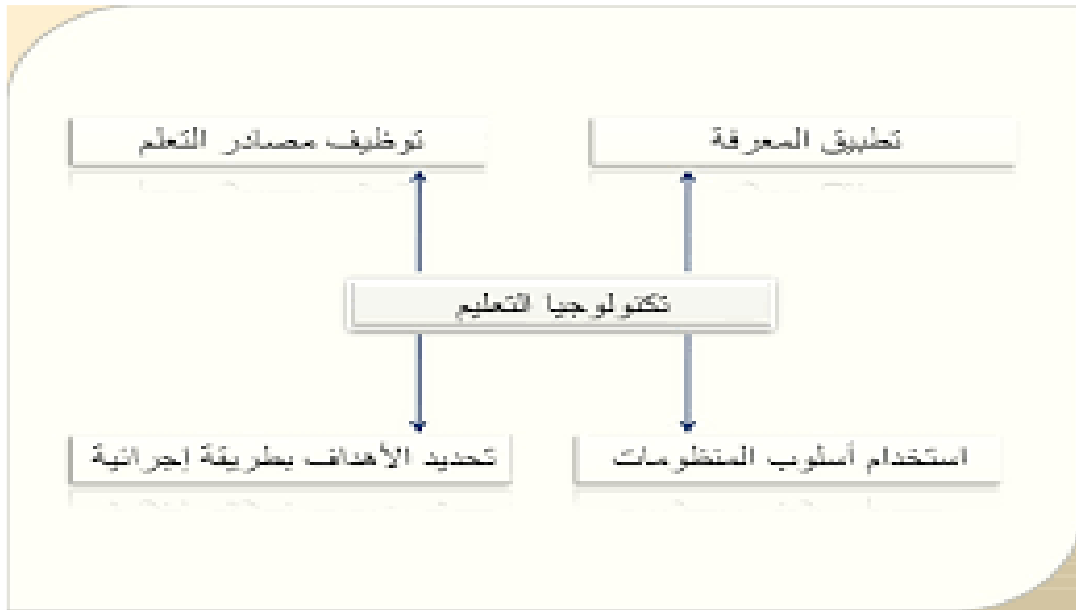 تطبيق المعرفة
توظيف مصادر التعلم
تكنولوجيا التعليم
استخدام أسلوب المنظومات
تحديد الأهداف بطريقة إجرائية